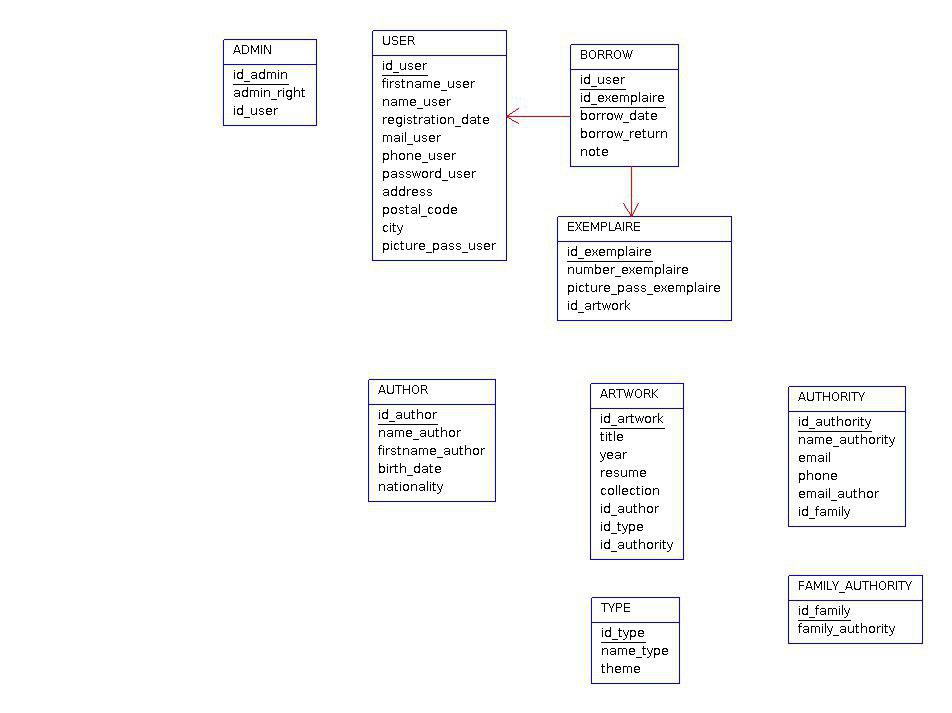 ADMIN
id_admin
admin_right
id_user
USER
id_user
firstname_user
name_user
registration_date
mail_user
phone_user
password_user
address
postal_code
city
picture_pass_user
BORROW
id_user
id_exemplaire
borrow_date
borrow_return
note
EXEMPLAIRE
id_exemplaire
number_exemplaire
picture_pass_exemplaire
id_artwork
AUTHOR
id_author
name_author
firstname_author
birth_date
nationality
ARTWORK
id_artwork
title
year
resume
collection
id_author
id_type
id_authority
AUTHORITY
id_authority
name_authority
email
phone
email_author
id_family
TYPE
id_type
name_type
theme
FAMILY_AUTHORITY
id_family
family_authority